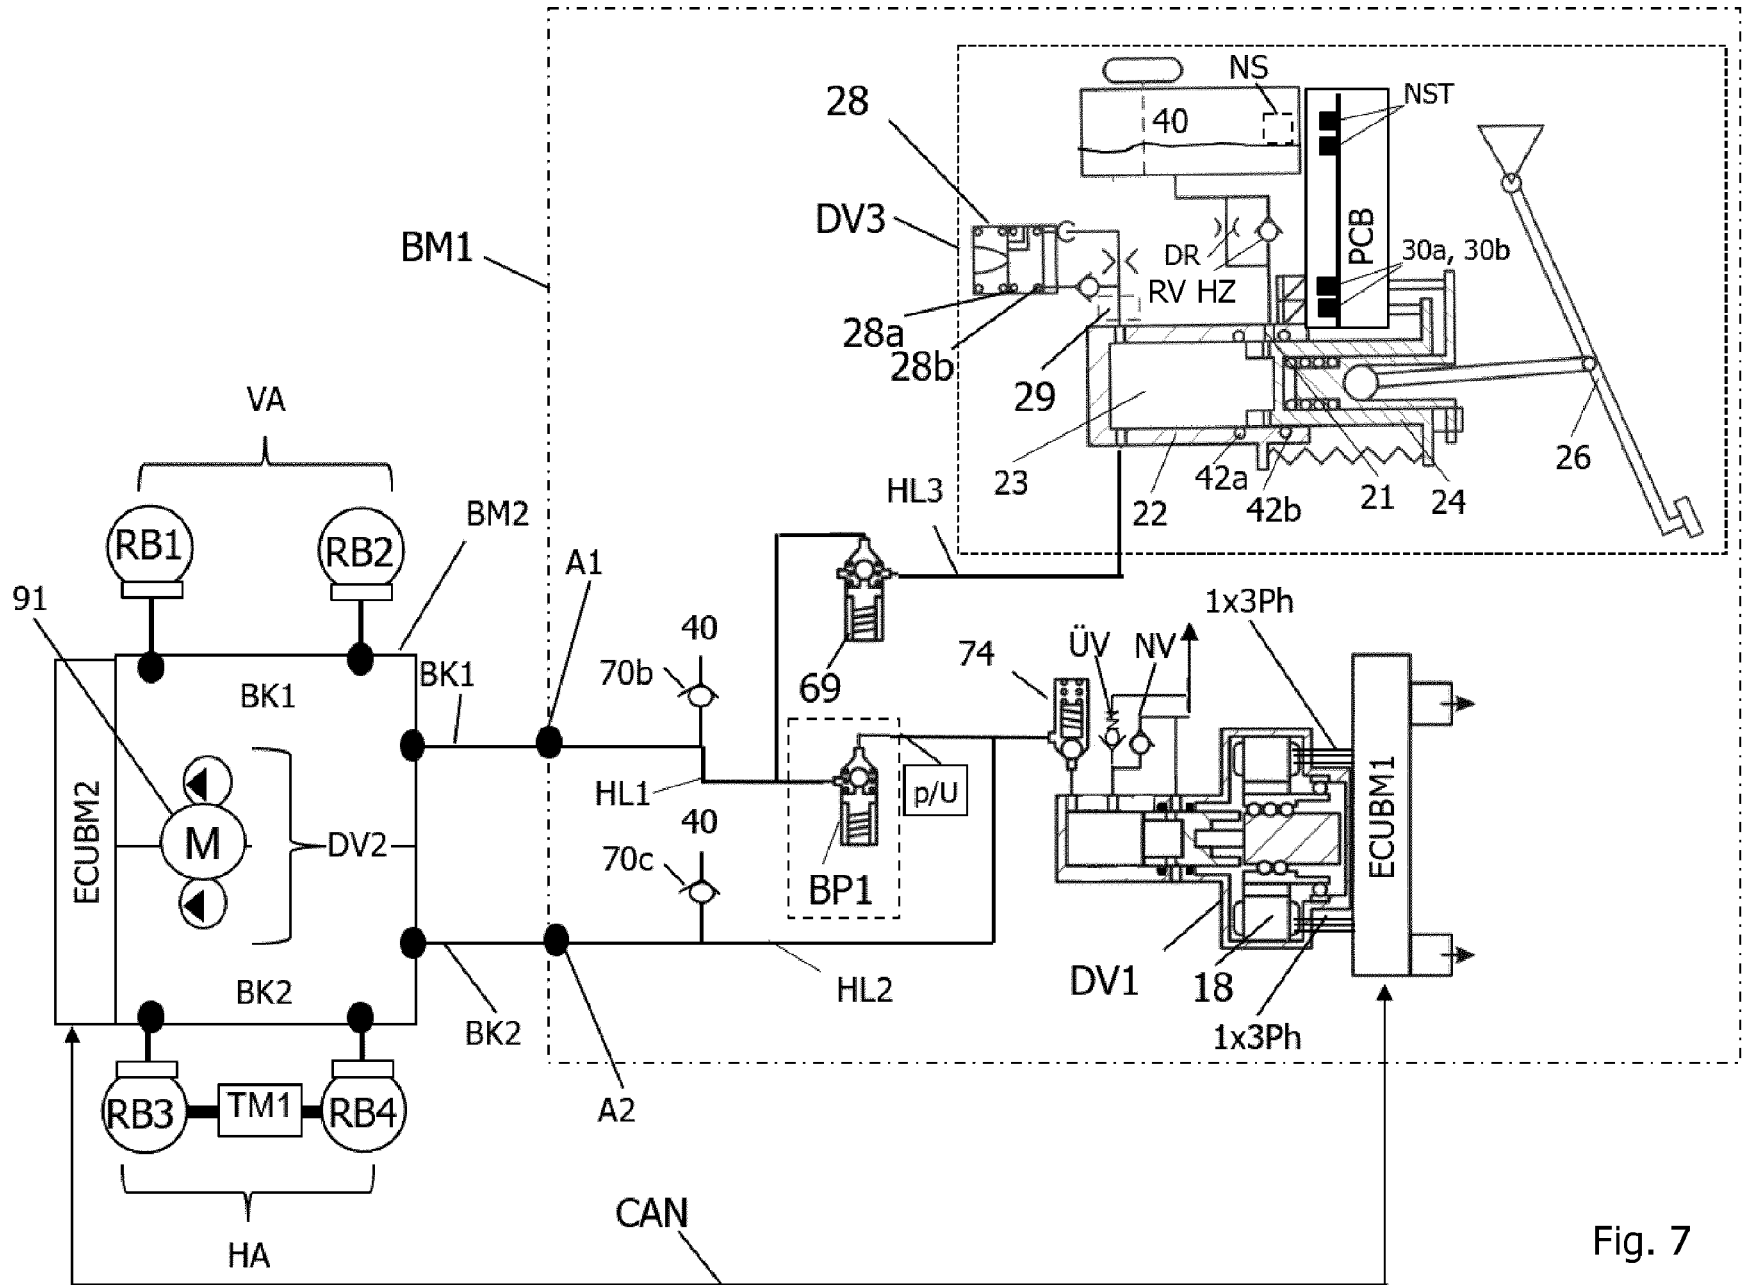 NS
NST
28
40
DV3
PCB
BM1
DR
30a, 30b
RV HZ
28a
28b
29
VA
26
23
42a
21
24
HL3
22
42b
BM2
RB1
RB2
A1
91
1x3Ph
40
ÜV
NV
74
70b
BK1
BK1
69
HL1
p/U
ECUBM2
M
DV2
40
ECUBM1
70c
BP1
DV1
18
BK2
HL2
BK2
1x3Ph
RB3
TM1
RB4
A2
CAN
HA
Fig. 7